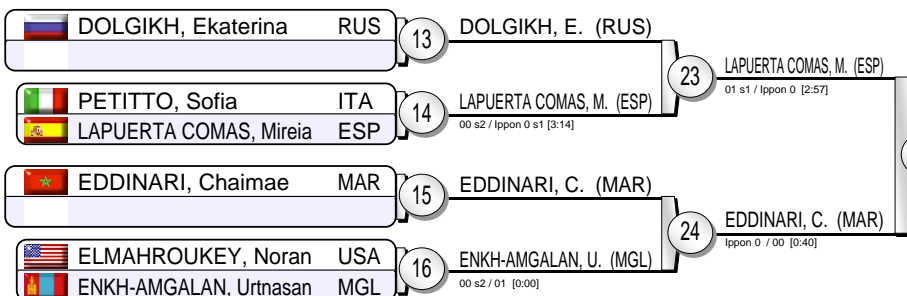 DOLGIKH, Ekaterina RUS
13
DOLGIKH, E. (RUS)
23
LAPUERTA COMAS, M. (ESP)
01 s1 / Ippon 0 [2:57]
PETITTO, Sofia ITA
LAPUERTA COMAS, Mireia ESP
14
LAPUERTA COMAS, M. (ESP)
00 s2 / Ippon 0 s1 [3:14]
EDDINARI, Chaimae MAR
15
EDDINARI, C. (MAR)
24
EDDINARI, C. (MAR)
Ippon 0 / 00 [0:40]
ELMAHROUKEY, Noran USA
ENKH-AMGALAN, Urtnasan MGL
16
ENKH-AMGALAN, U. (MGL)
00 s2 / 01 [0:00]